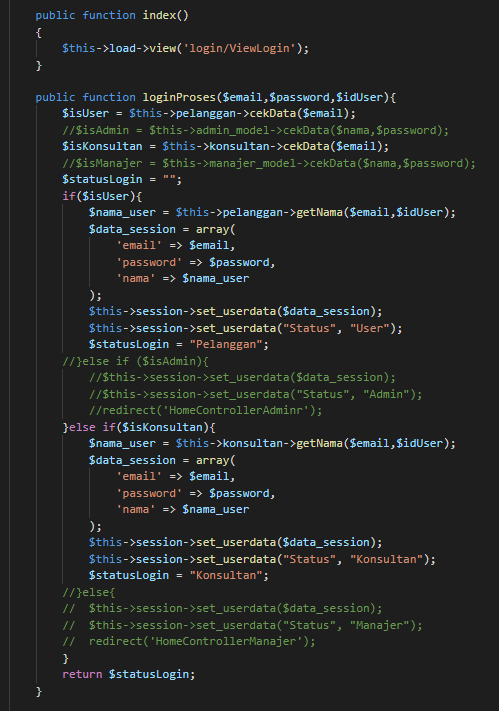 public function index()
{
    $this->load->view('login/ViewLogin');
}
public function loginProses($email,$password,$idUser){
    $isUser = $this->pelanggan->cekData($email);
    //$isAdmin = $this->admin_model->cekData($nama,$password);
    $isKonsultan = $this->konsultan->cekData($email);
    //$isManajer = $this->manajer_model->cekData($nama,$password);
    $statusLogin = "";
    if($isUser){
        $nama_user = $this->pelanggan->getNama($email,$idUser);
        $data_session = array(
            'email' => $email,
            'password' => $password,
            'nama' => $nama_user
        );
        $this->session->set_userdata($data_session);
        $this->session->set_userdata("Status", "User");
        $statusLogin = "Pelanggan";
    //}else if ($isAdmin){
        //$this->session->set_userdata($data_session);
        //$this->session->set_userdata("Status", "Admin");
        //redirect('HomeControllerAdminr');
    }else if($isKonsultan){
        $nama_user = $this->konsultan->getNama($email,$idUser);
        $data_session = array(
            'email' => $email,
            'password' => $password,
            'nama' => $nama_user
        );
        $this->session->set_userdata($data_session);
        $this->session->set_userdata("Status", "Konsultan");
        $statusLogin = "Konsultan";
    //}else{
    //  $this->session->set_userdata($data_session);
    //  $this->session->set_userdata("Status", "Manajer");
    //  redirect('HomeControllerManajer');
    }
    return $statusLogin;
}